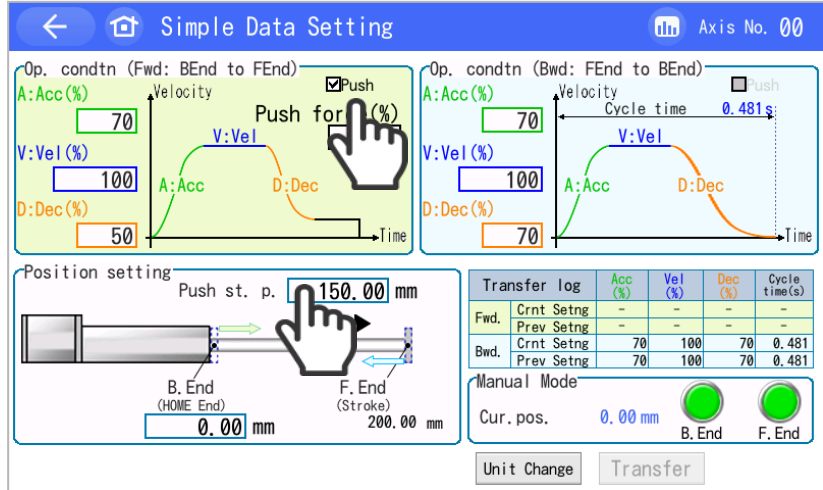 Simple Data Setting
Axis No. 00
Op. condtn (Fwd: BEnd to FEnd)
A:Acc(%)
70
V:Vel(%)
100
D:Dec(%)
50
Velocity
Push
Push force(%)
V:Vel
A:Acc
D:Dec
Time
Op. condtn (Bwd: FEnd to BEnd)
A:Acc(%)
70
V:Vel(%)
100
D:Dec(%)
70
Velocity
Push
Cycle time 0.481s
V:Vel
A:Acc
D:Dec
Time
Position setting
Push st. p. 150.00 mm
B.End
(HOME End)
0.00 mm
F.End
(Stroke)
200.00 mm
Transfer log Acc (%) Vel (%) Dec (%) Cycle time(s)
Fwd. Crnt Setng - - - -
Prev Setng - - - -
Bwd. Crnt Setng 70 100 70 0.481
Prev Setng 70 100 70 0.481
Manual Mode
Cur.pos. 0.00 mm
B.End
F.End
Unit Change
Transfer